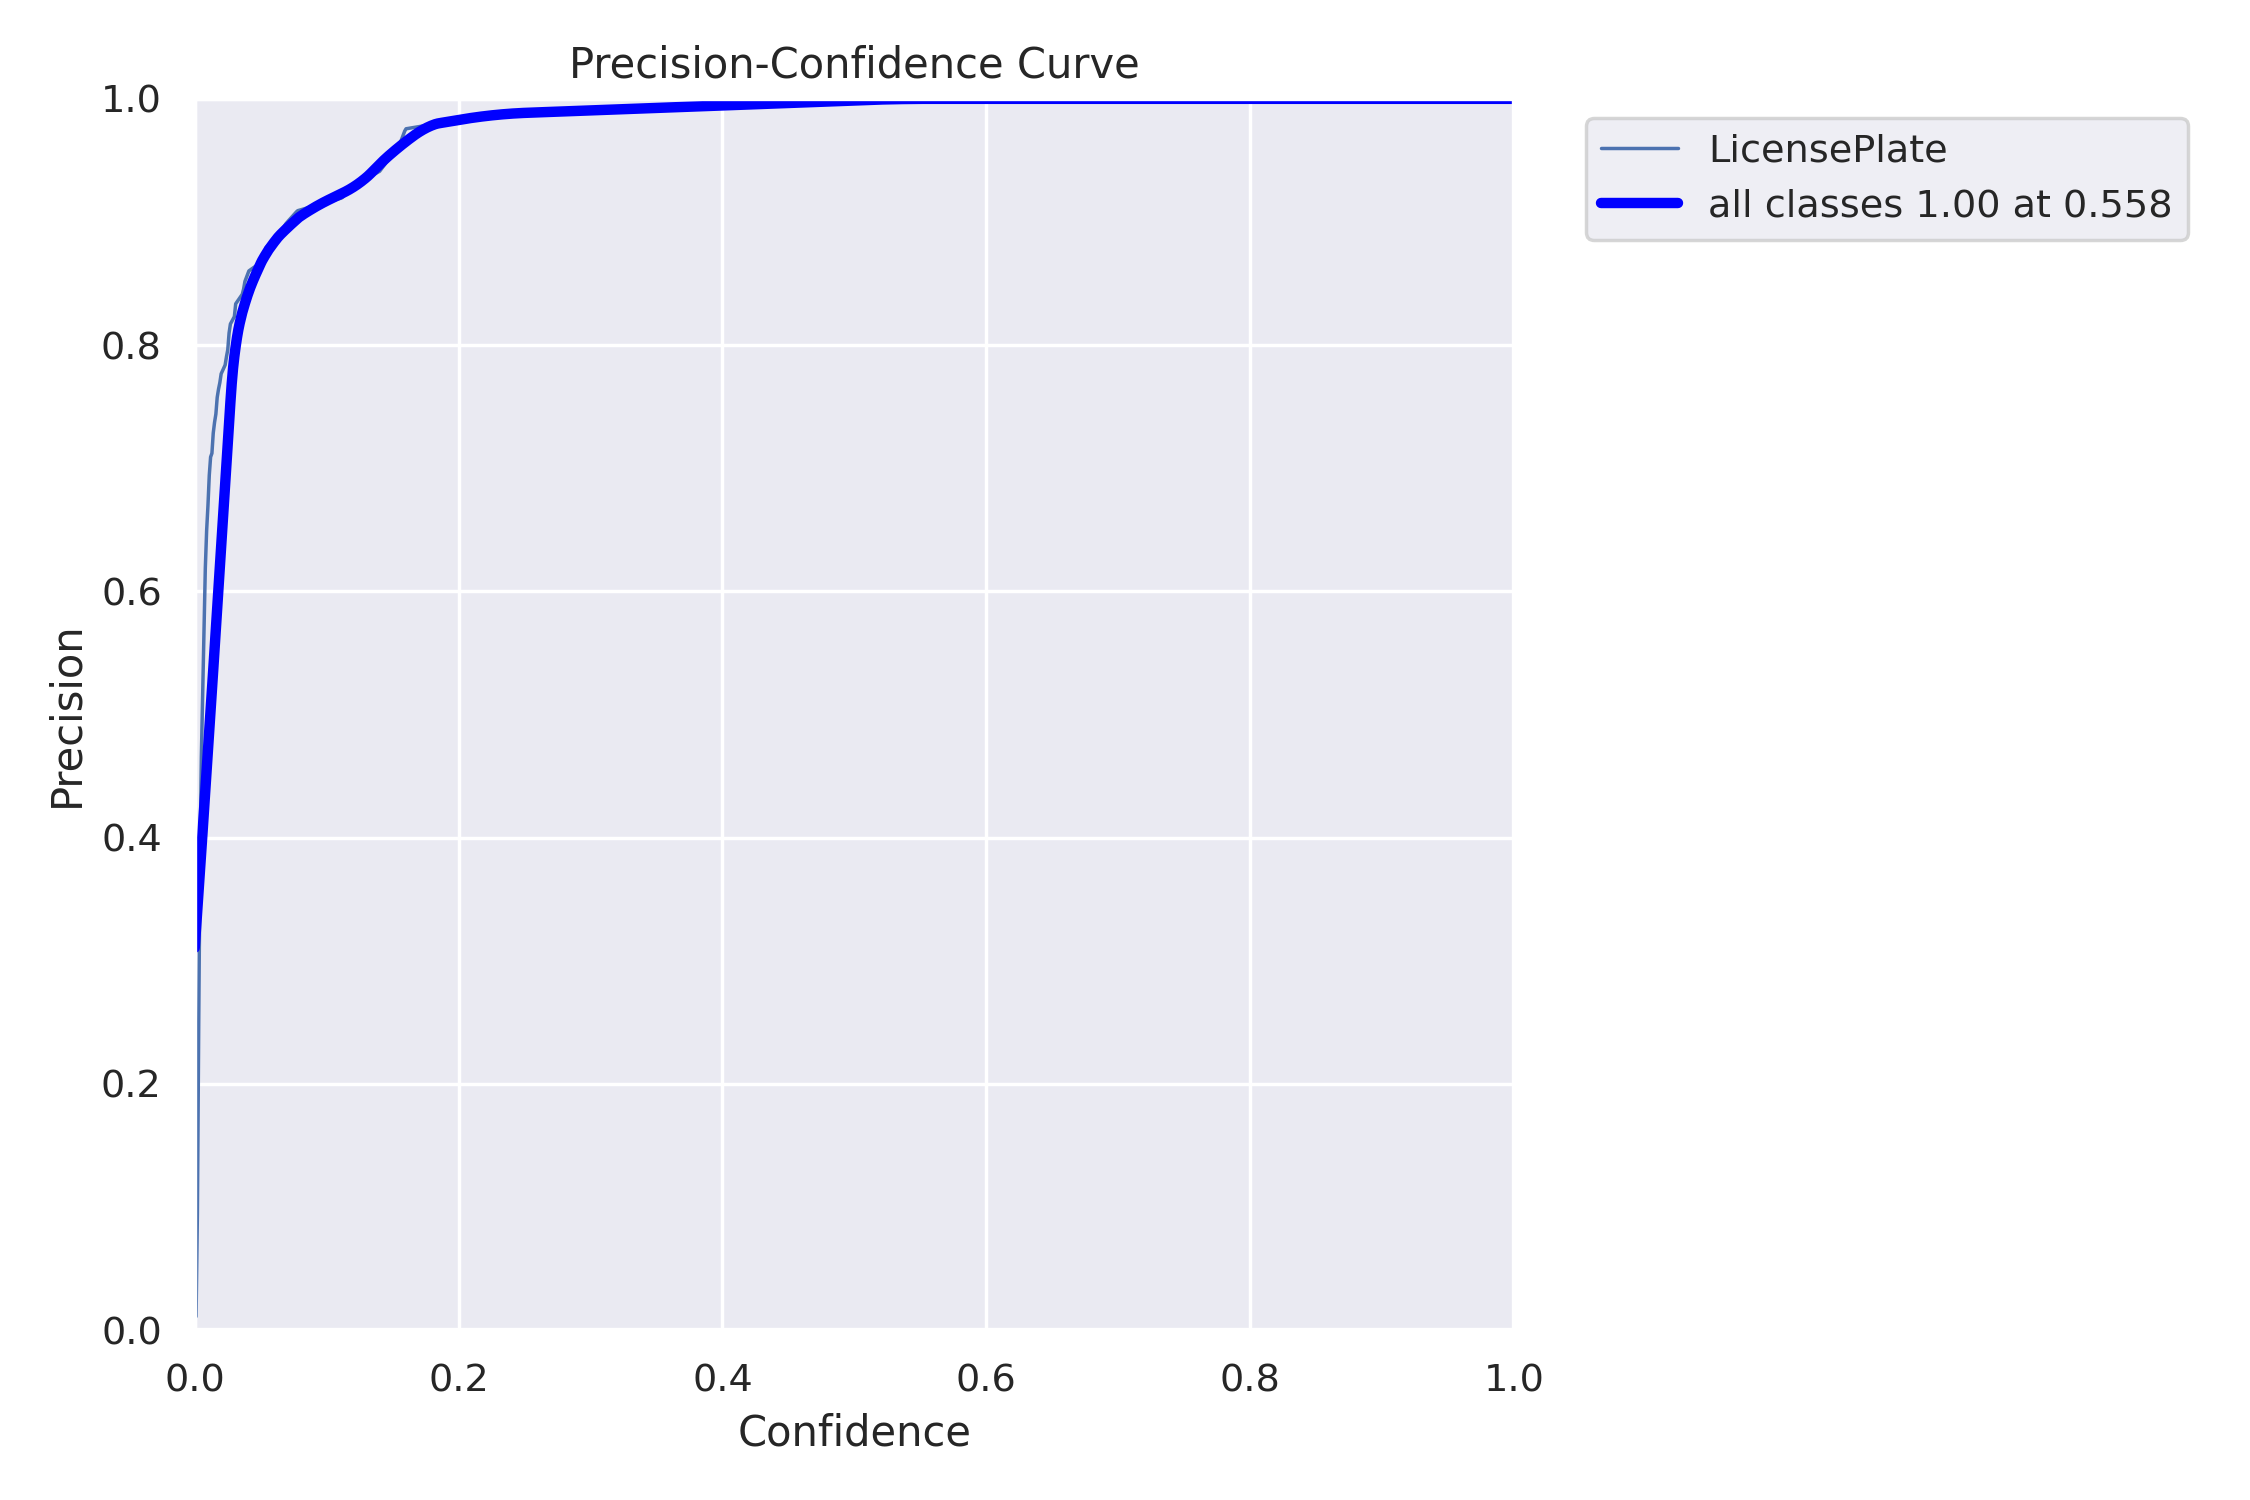 Precision-Confidence Curve
1.0
0.8
0.6
0.4
0.2
0.0
Precision
0.0 0.2 0.4 0.6 0.8 1.0
Confidence
LicensePlate
all classes 1.00 at 0.558